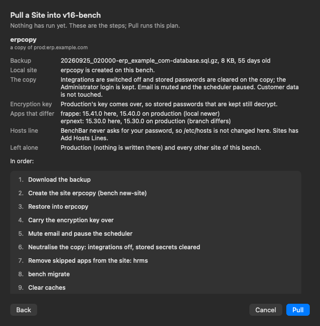 Pull a Site into v16-bench
Nothing has run yet. These are the steps; Pull runs this plan.
erpcopy
a copy of prod.erp.example.com
Backup 20260925_020000-erp_example_com-database.sql.gz, 8 KB, 55 days old
Local site erpcopy is created on this bench.
The copy Integrations are switched off and stored passwords are cleared on the copy; the
Administrator login is kept. Email is muted and the scheduler paused. Customer data
is not touched.
Encryption key Production's key comes over, so stored passwords that are kept still decrypt.
Apps that differ frappe: 15.41.0 here, 15.40.0 on production (local newer)
erpnext: 15.30.0 here, 15.30.0 on production (branch differs)
Hosts line BenchBar never asks for your password, so /etc/hosts is not changed here. Sites has
Add Hosts Lines.
Left alone Production (nothing is written there) and every other site of this bench.
In order:
1. Download the backup
2. Create the site erpcopy (bench new-site)
3. Restore into erpcopy
4. Carry the encryption key over
5. Mute email and pause the scheduler
6. Neutralise the copy: integrations off, stored secrets cleared
7. Remove skipped apps from the site: hrms
8. bench migrate
9. Clear caches
Back Cancel Pull